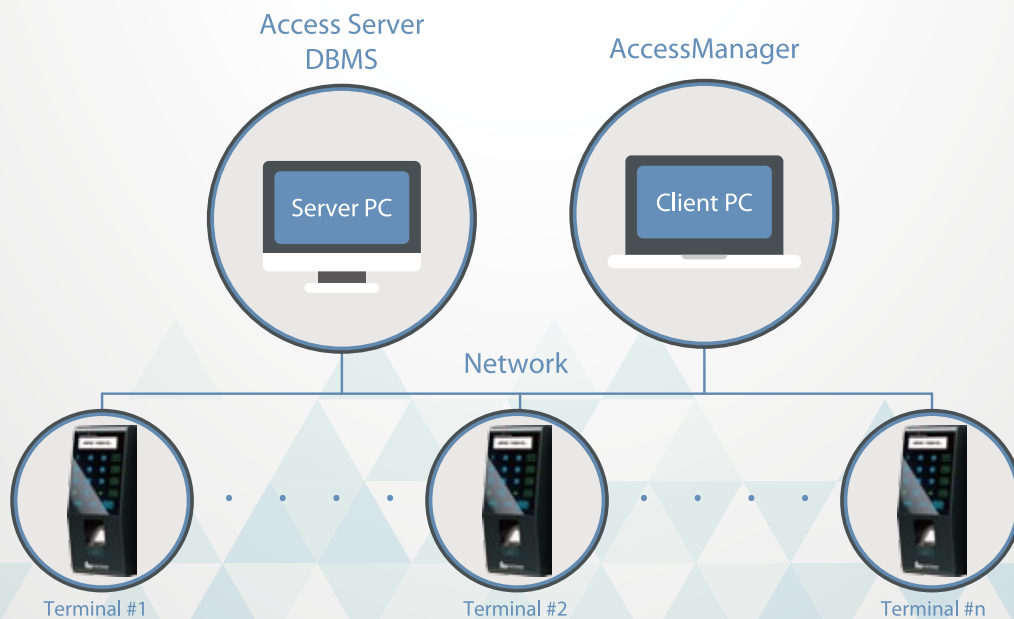 Access Server
DBMS
AccessManager
Server PC
Client PC
Network
Terminal #1
Terminal #2
Terminal #n